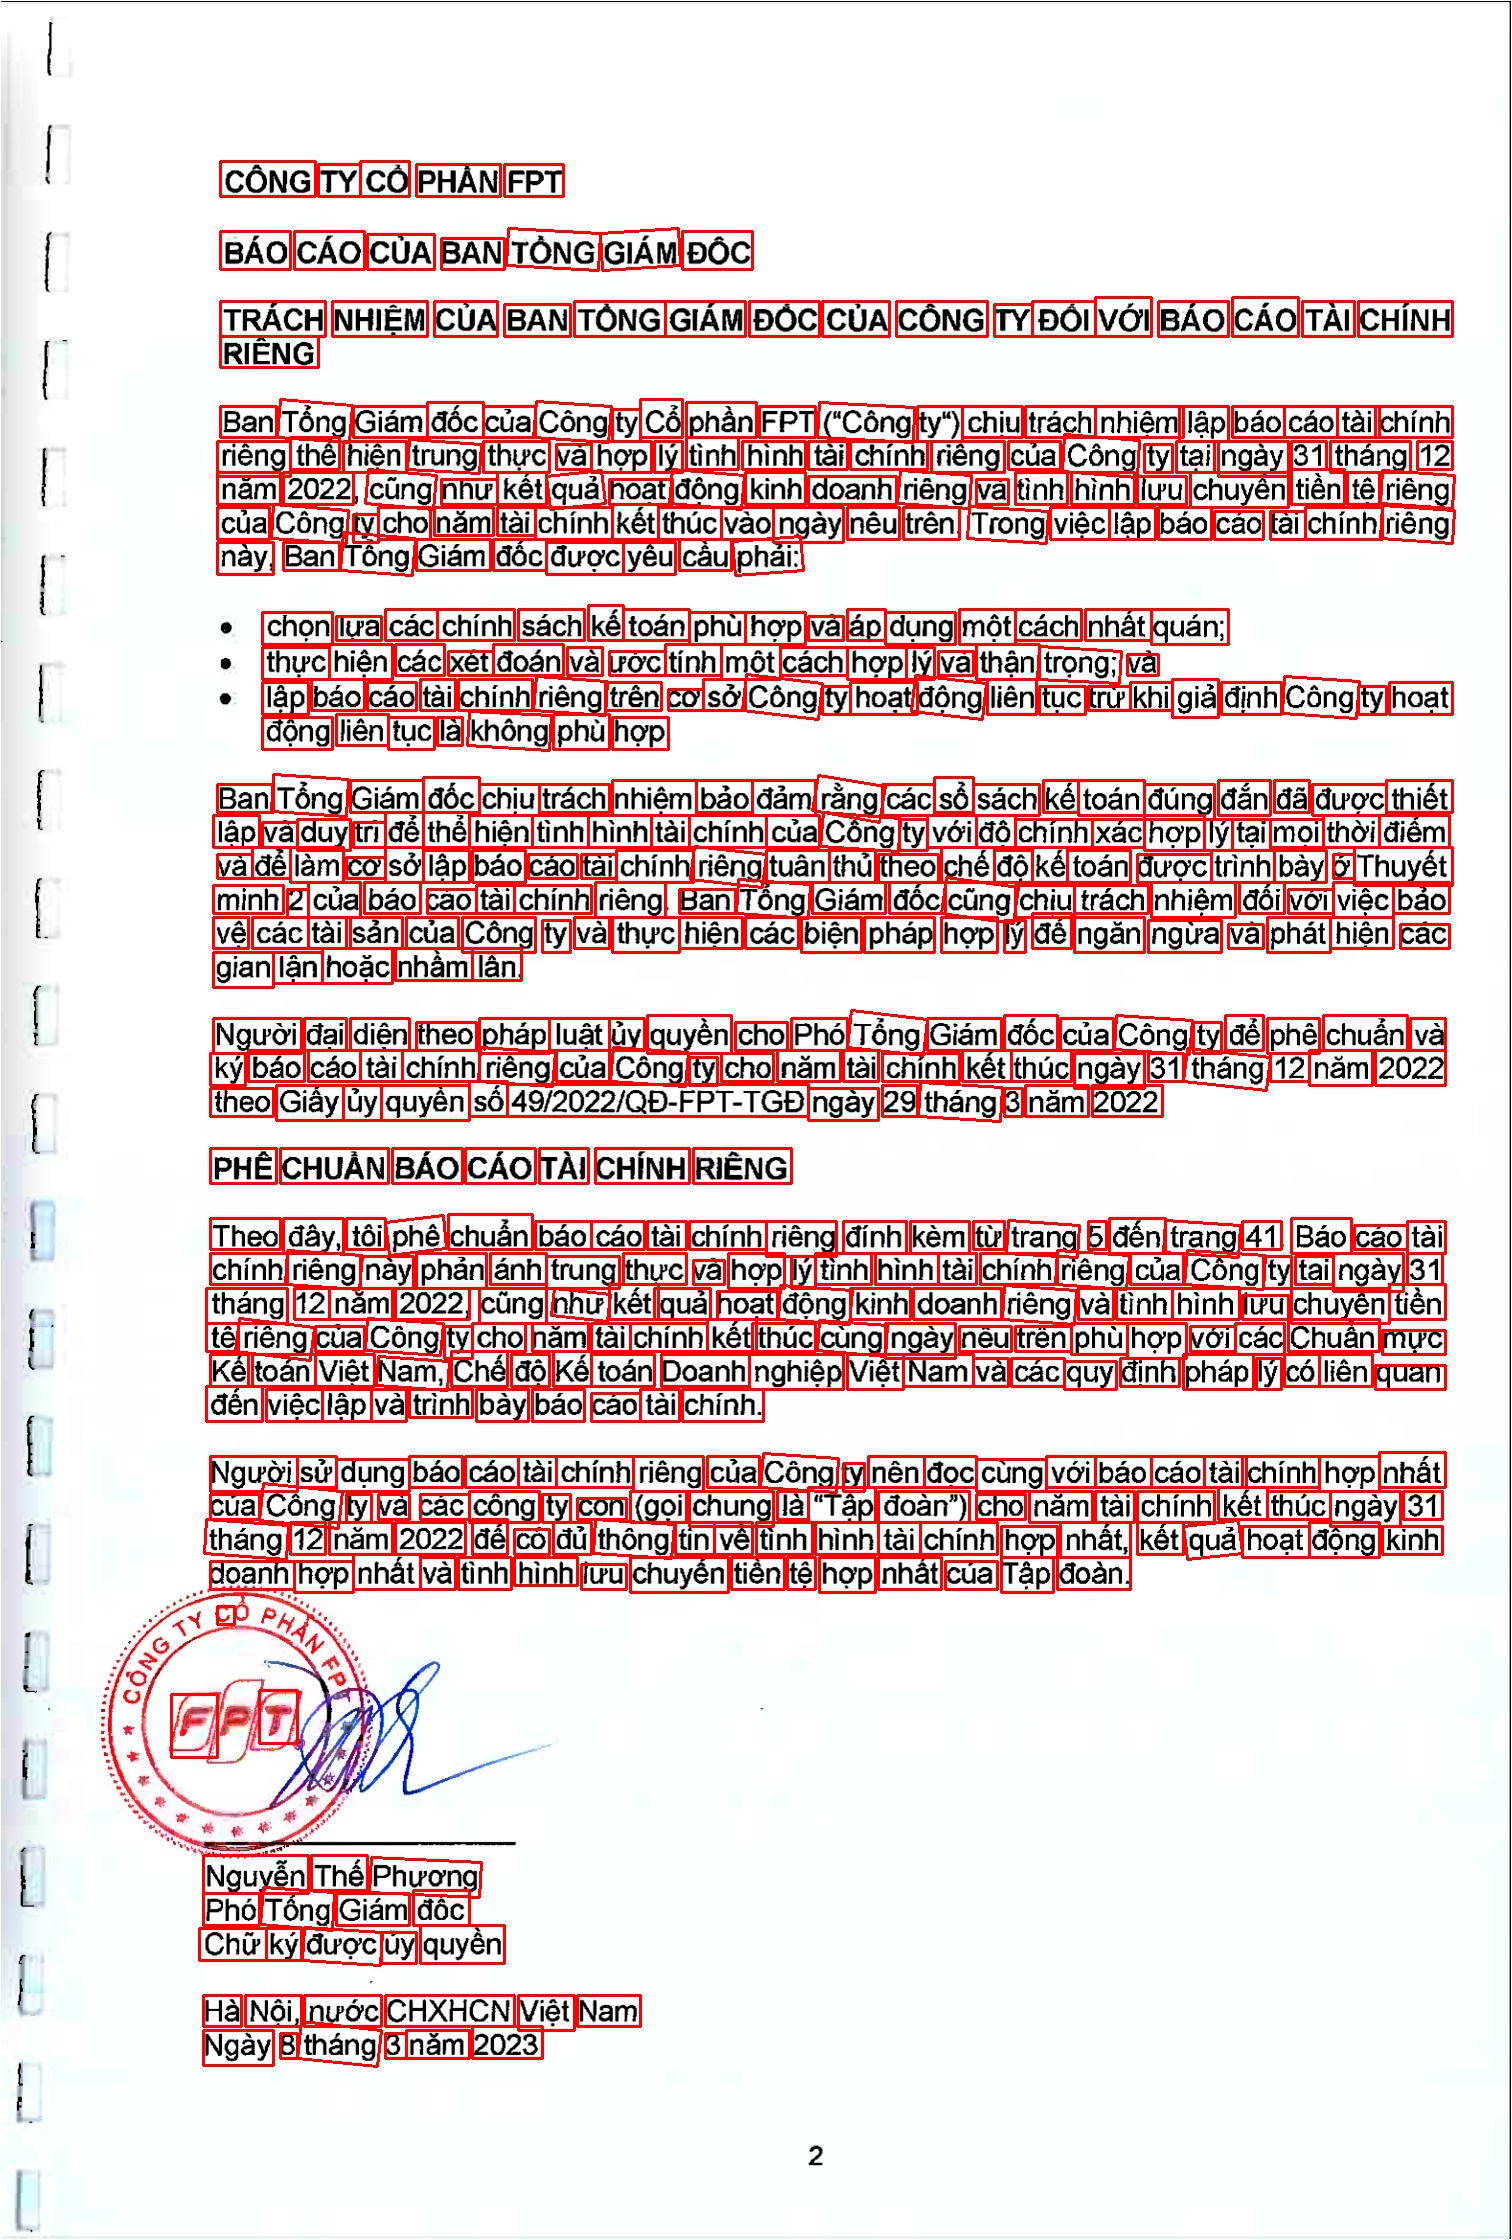 CÔNG TY CỔ PHẦN FPT
BÁO CÁO CỦA BAN TỔNG GIÁM ĐỐC
TRÁCH NHIỆM CỦA BAN TỔNG GIÁM ĐỐC CỦA CÔNG TY ĐỐI VỚI BÁO CÁO TÀI CHÍNH
RIÊNG
Ban Tổng Giám đốc của Công ty Cổ phần FPT (“Công ty“) chịu trách nhiệm lập báo cáo tài chính
riêng thể hiện trung thực và hợp lý tình hình tài chính riêng của Công ty tại ngày 31 tháng 12
năm 2022, cũng như kết quả hoạt động kinh doanh riêng và tình hình lưu chuyển tiền tệ riêng
của Công ty cho năm tài chính kết thúc vào ngày nêu trên. Trong việc lập báo cáo tài chính riêng
này, Ban Tổng Giám đốc được yêu cầu phải:
• chọn lựa các chính sách kế toán phù hợp và áp dụng một cách nhất quán;
• thực hiện các xét đoán và ước tính một cách hợp lý và thận trọng; và
• lập báo cáo tài chính riêng trên cơ sở Công ty hoạt động liên tục trừ khi giả định Công ty hoạt
động liên tục là không phù hợp.
Ban Tổng Giám đốc chịu trách nhiệm bảo đảm rằng các sổ sách kế toán đúng đắn đã được thiết
lập và duy trì để thể hiện tình hình tài chính của Công ty với độ chính xác hợp lý tại mọi thời điểm
và để làm cơ sở lập báo cáo tài chính riêng tuân thủ theo chế độ kế toán được trình bày ở Thuyết
minh 2 của báo cáo tài chính riêng. Ban Tổng Giám đốc cũng chịu trách nhiệm đối với việc bảo
vệ các tài sản của Công ty và thực hiện các biện pháp hợp lý để ngăn ngừa và phát hiện các
gian lận hoặc nhầm lẫn.
Người đại diện theo pháp luật ủy quyền cho Phó Tổng Giám đốc của Công ty để phê chuẩn và
ký báo cáo tài chính riêng của Công ty cho năm tài chính kết thúc ngày 31 tháng 12 năm 2022
theo Giấy ủy quyền số 49/2022/QĐ-FPT-TGĐ ngày 29 tháng 3 năm 2022
PHÊ CHUẨN BÁO CÁO TÀI CHÍNH RIÊNG
Theo đây, tôi phê chuẩn báo cáo tài chính riêng đính kèm từ trang 5 đến trang 41. Báo cáo tài
chính riêng này phản ánh trung thực và hợp lý tình hình tài chính riêng của Công ty tại ngày 31
tháng 12 năm 2022, cũng như kết quả hoạt động kinh doanh riêng và tình hình lưu chuyển tiền
tệ riêng của Công ty cho năm tài chính kết thúc cùng ngày nêu trên phù hợp với các Chuẩn mực
Kế toán Việt Nam, Chế độ Kế toán Doanh nghiệp Việt Nam và các quy định pháp lý có liên quan
đến việc lập và trình bày báo cáo tài chính.
Người sử dụng báo cáo tài chính riêng của Công ty nên đọc cùng với báo cáo tài chính hợp nhất
của Công ty và các công ty con (gọi chung là “Tập đoàn”) cho năm tài chính kết thúc ngày 31
tháng 12 năm 2022 để có đủ thông tin về tình hình tài chính hợp nhất, kết quả hoạt động kinh
doanh hợp nhất và tình hình lưu chuyển tiền tệ hợp nhất của Tập đoàn.
CÔNG TY CỔ PHẦN FPT
FPT
Nguyễn Thế Phương
Phó Tổng Giám đốc
Chữ ký được ủy quyền
Hà Nội, nước CHXHCN Việt Nam
Ngày 8 tháng 3 năm 2023
2